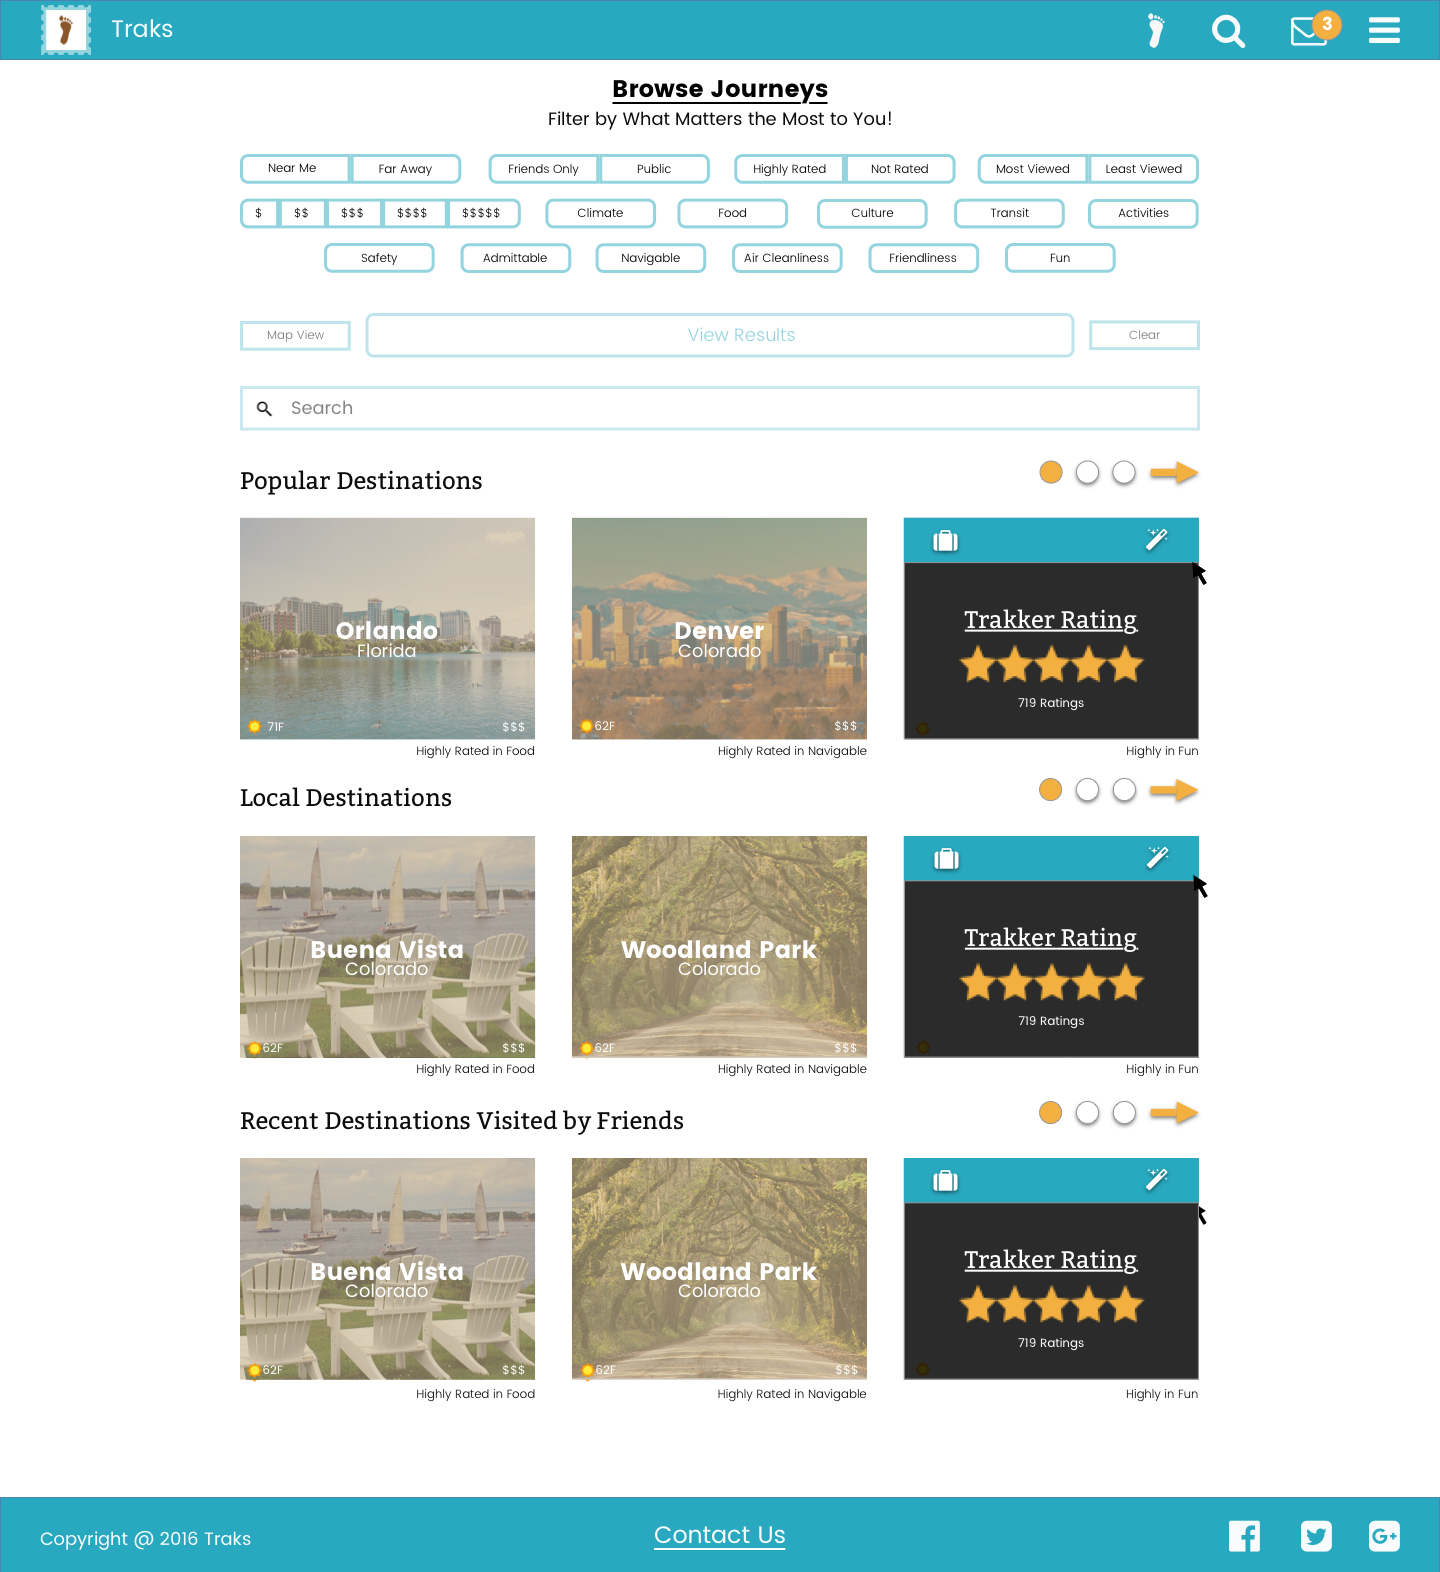 Traks
3
Browse Journeys
Filter by What Matters the Most to You!
Near Me Far Away Friends Only Public Highly Rated Not Rated Most Viewed Least Viewed
$ $$ $$$ $$$$ $$$$$ Climate Food Culture Transit Activities
Safety Admittable Navigable Air Cleanliness Friendliness Fun
Map View View Results Clear
Search
Popular Destinations
Orlando
Florida
71F $$$
Highly Rated in Food
Denver
Colorado
62F $$$
Highly Rated in Navigable
Trakker Rating
719 Ratings
Highly in Fun
Local Destinations
Buena Vista
Colorado
62F $$$
Highly Rated in Food
Woodland Park
Colorado
62F $$$
Highly Rated in Navigable
Trakker Rating
719 Ratings
Highly in Fun
Recent Destinations Visited by Friends
Buena Vista
Colorado
62F $$$
Highly Rated in Food
Woodland Park
Colorado
62F $$$
Highly Rated in Navigable
Trakker Rating
719 Ratings
Highly in Fun
Copyright @ 2016 Traks
Contact Us